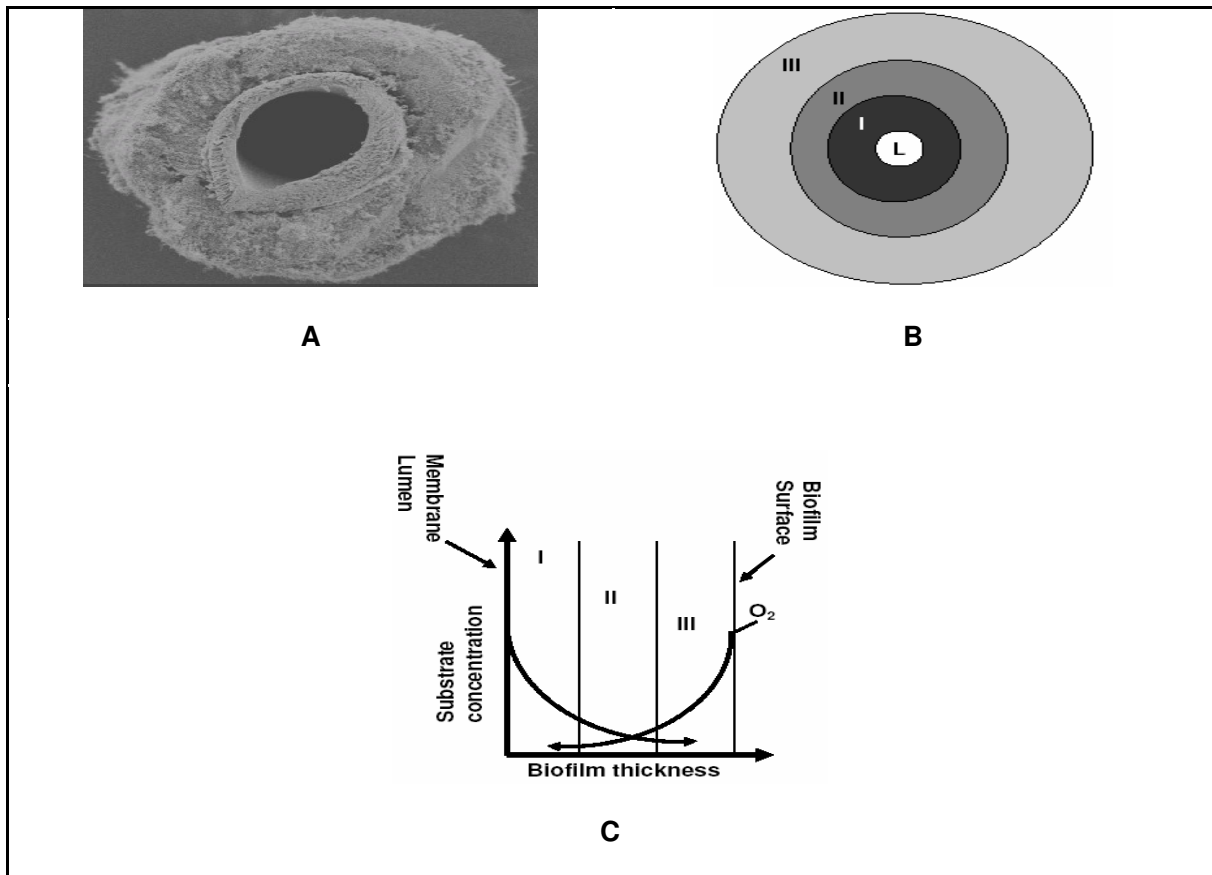 III
II
I
L
A
B
Membrane
Lumen
Biofilm
Surface
I
II
III
O₂
Substrate
concentration
Biofilm thickness
C